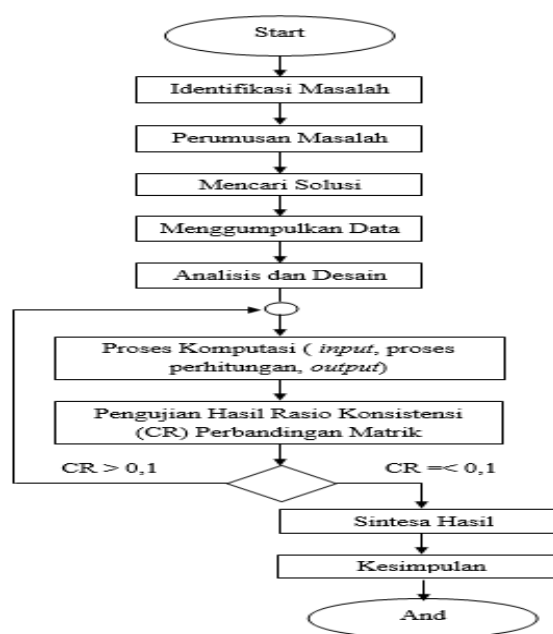 Start
Identifikasi Masalah
Perumusan Masalah
Mencari Solusi
Menggumpulkan Data
Analisis dan Desain
Proses Komputasi ( input, proses
perhitungan, output)
Pengujian Hasil Rasio Konsistensi
(CR) Perbandingan Matrik
CR > 0,1
CR =< 0,1
Sintesa Hasil
Kesimpulan
And